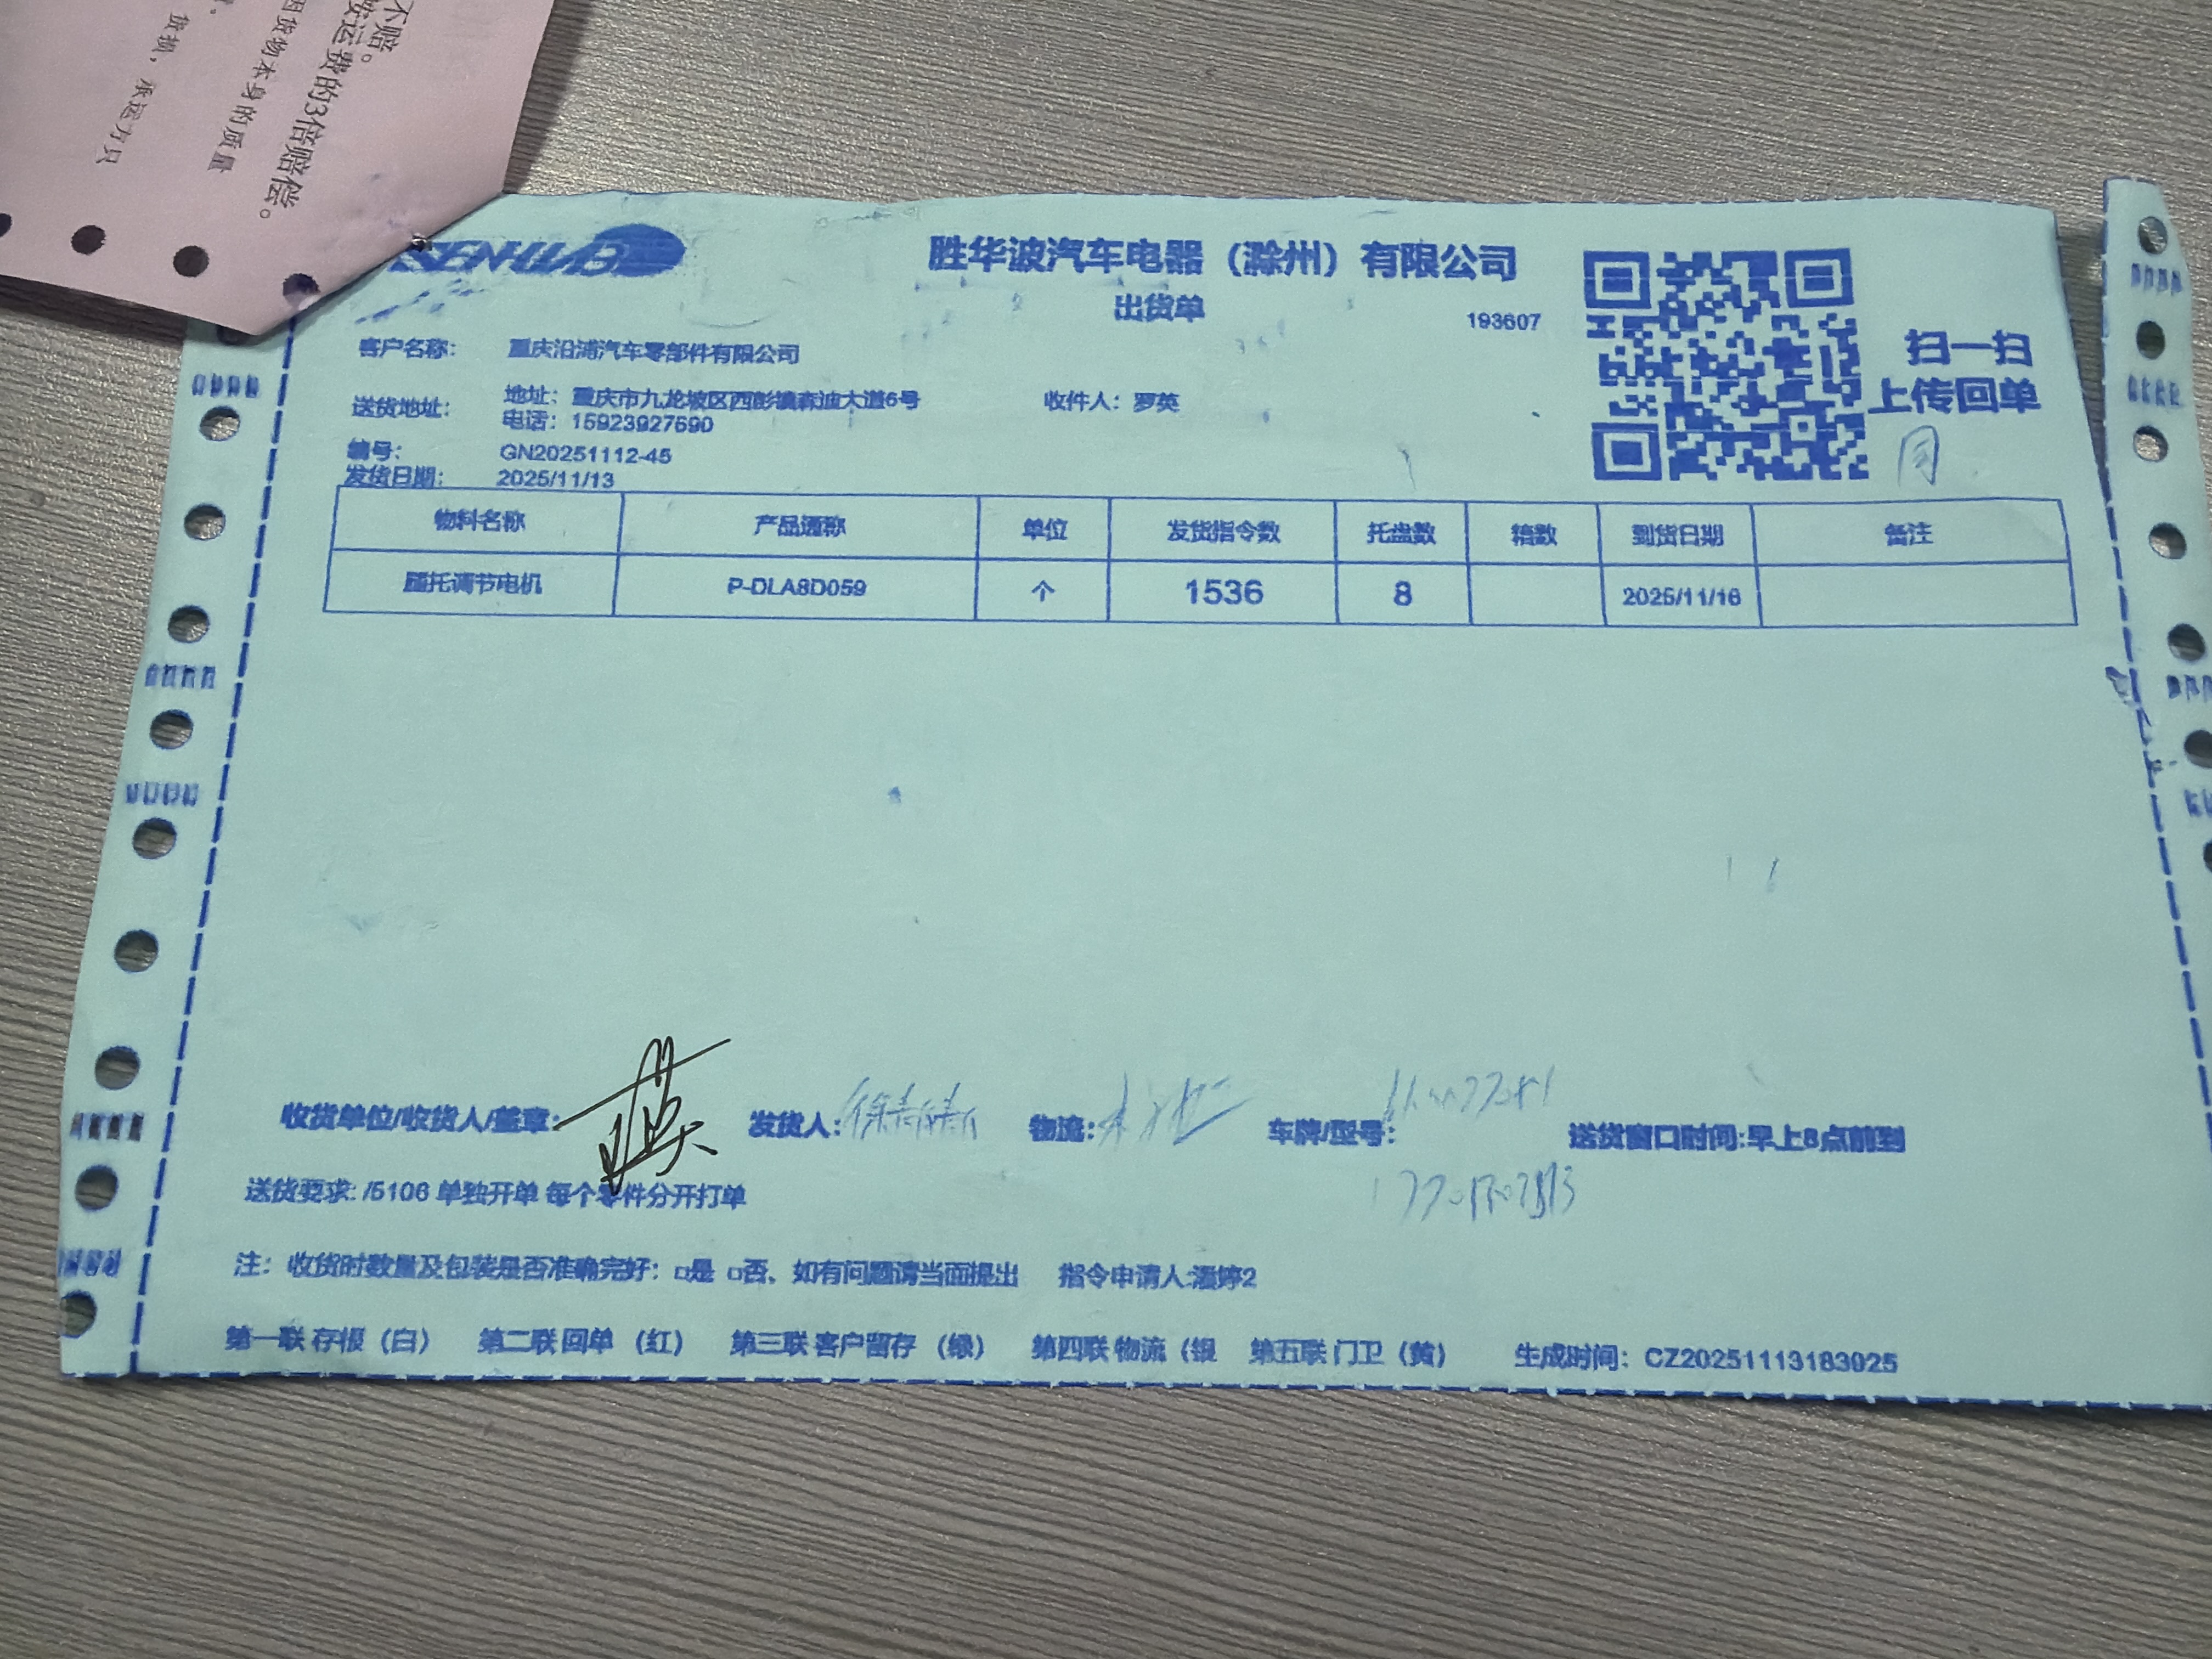 不赔。
按运费的3倍赔偿。
因货物本身的质量
货损，承运方只
胜华波汽车电器（滁州）有限公司
出货单
193607
扫一扫
上传回单
客户名称： 重庆沿浦汽车零部件有限公司
送货地址： 地址：重庆市九龙坡区西彭镇森迪大道6号 收件人：罗英
电话：15923927690
编号： GN20251112-45
发货日期： 2025/11/13
物料名称 产品通称 单位 发货指令数 托盘数 箱数 到货日期 备注
腿托调节电机 P-DLA8D059 个 1536 8 2025/11/16
收货单位/收货人/盖章： 发货人： 物流： 车牌/型号： 送货窗口时间:早上8点前到
送货要求: /5106 单独开单 每个零件分开打单
注：收货时数量及包装是否准确完好；□是 □否，如有问题请当面提出 指令申请人:潘婷2
第一联 存根（白） 第二联 回单 （红） 第三联 客户留存 （绿） 第四联 物流（银 第五联 门卫（黄） 生成时间：CZ20251113183025